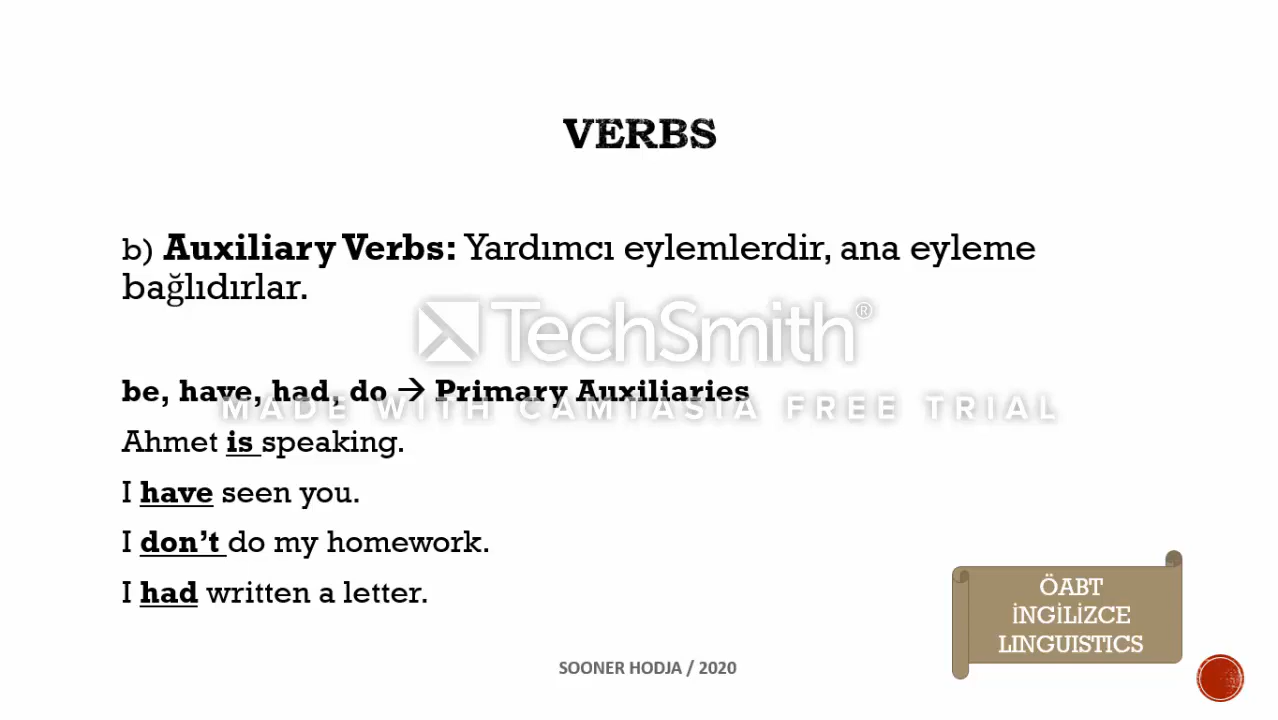 VERBS
b) Auxiliary Verbs: Yardımcı eylemlerdir, ana eyleme
bağlıdırlar.
TechSmith®
be, have, had, do → Primary Auxiliaries
MADE WITH CAMTASIA FREE TRIAL
Ahmet is speaking.
I have seen you.
I don’t do my homework.
I had written a letter.
ÖABT
İNGİLİZCE
LINGUISTICS
SOONER HODJA / 2020